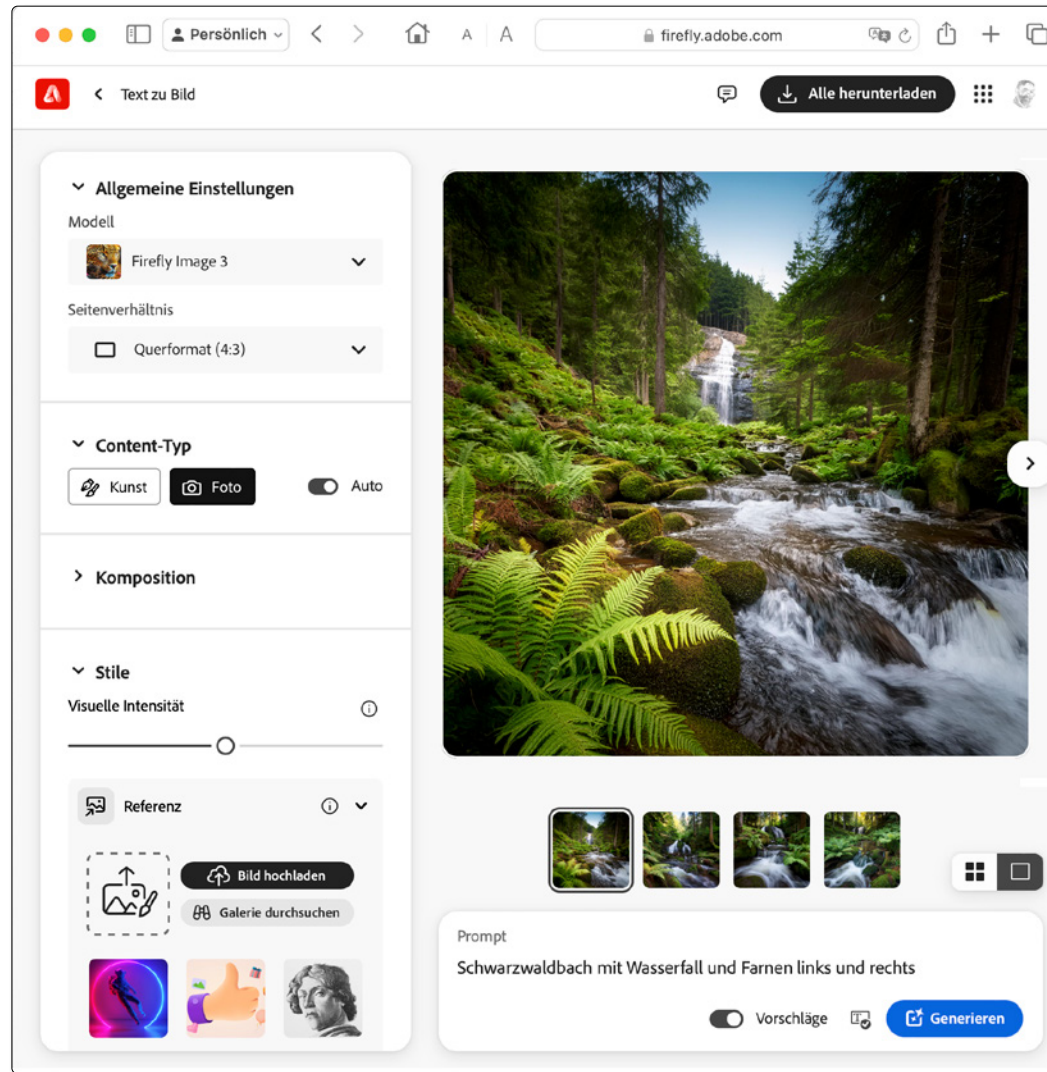 Persönlich
A A
firefly.adobe.com
Text zu Bild
Alle herunterladen
Allgemeine Einstellungen
Modell
Firefly Image 3
Seitenverhältnis
Querformat (4:3)
Content-Typ
Kunst
Foto
Auto
Komposition
Stile
Visuelle Intensität
Referenz
Bild hochladen
Galerie durchsuchen
Prompt
Schwarzwaldbach mit Wasserfall und Farnen links und rechts
Vorschläge
Generieren